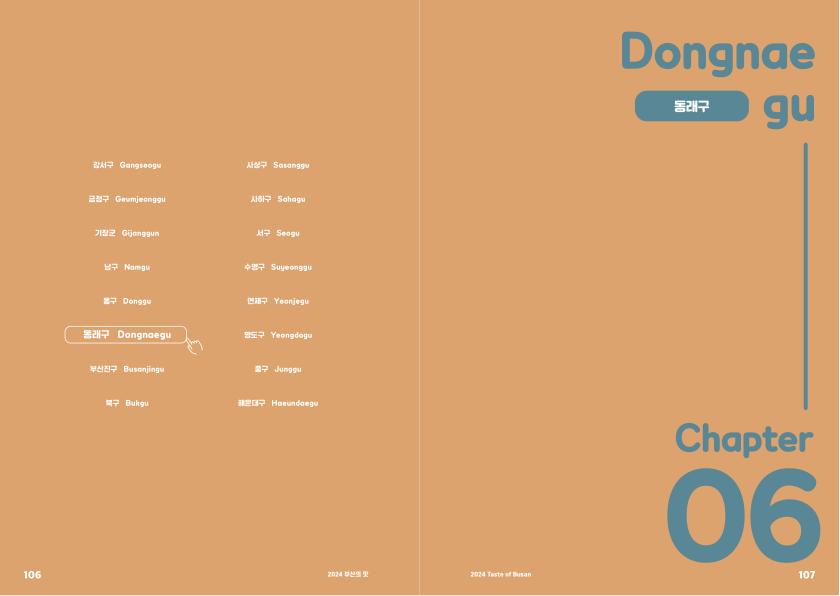 강서구 Gangseogu
금정구 Geumjeonggu
기장군 Gijanggun
남구 Namgu
동구 Donggu
동래구 Dongnaegu
부산진구 Busanjingu
북구 Bukgu
사상구 Sasanggu
사하구 Sahagu
서구 Seogu
수영구 Suyeonggu
연제구 Yeonjegu
영도구 Yeongdogu
중구 Junggu
해운대구 Haeundaegu
106
2024 부산의 맛
Dongnae
동래구 gu
Chapter
06
2024 Taste of Busan
107